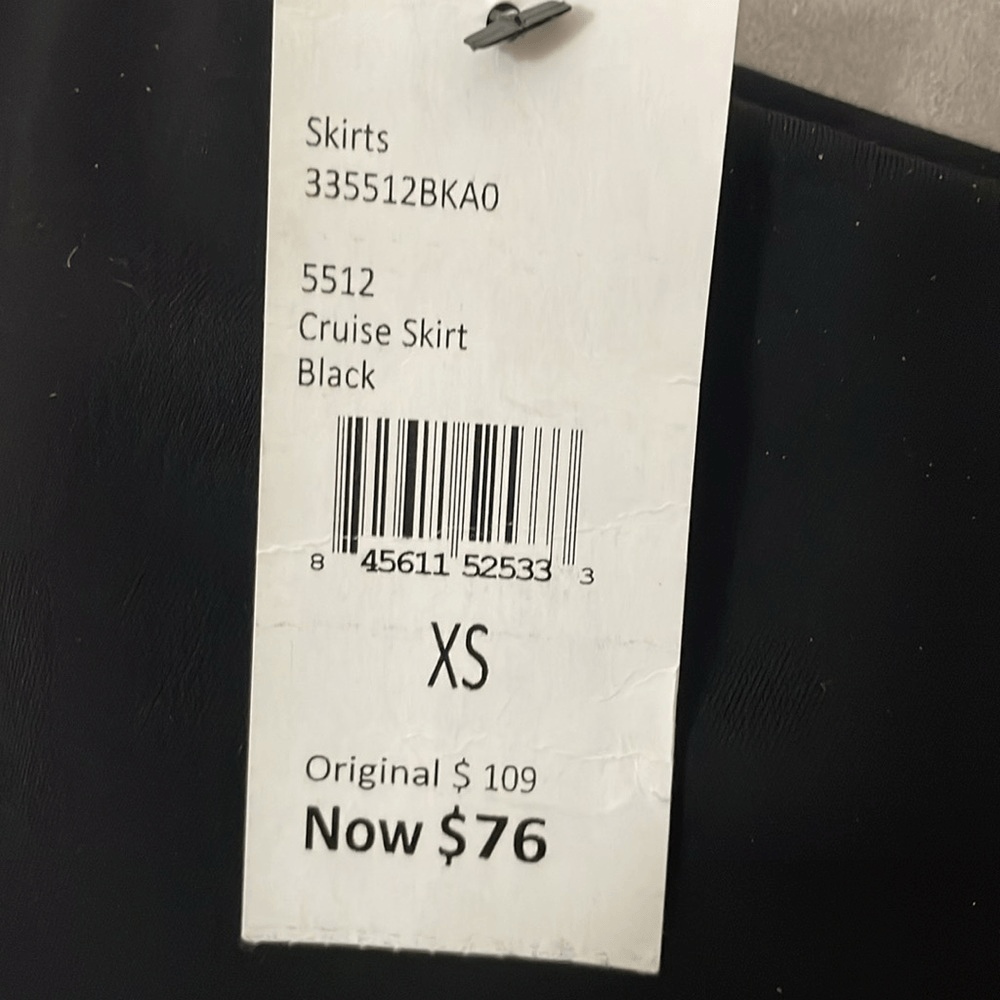 Skirts
335512BKA0
5512
Cruise Skirt
Black
8 45611 52533 3
XS
Original $ 109
Now $76